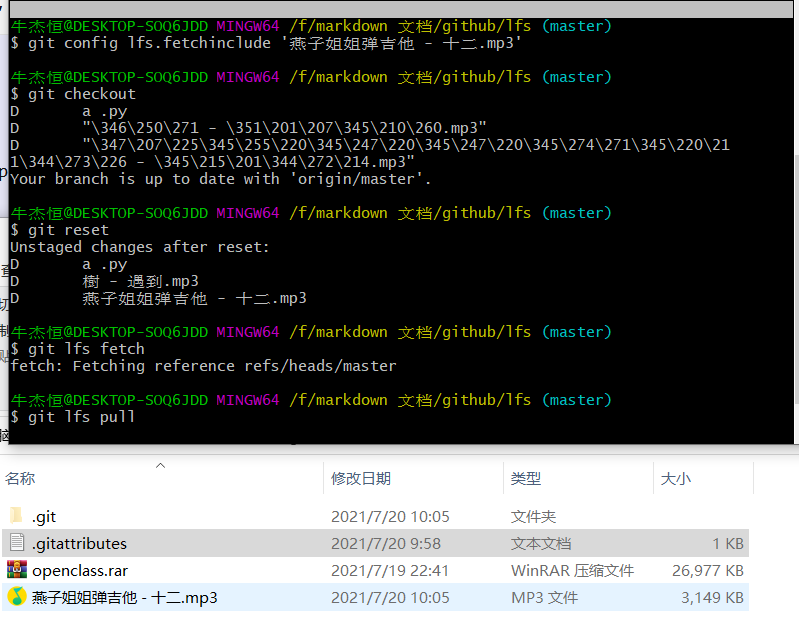 牛杰恒@DESKTOP-SOQ6JDD MINGW64 /f/markdown 文档/github/lfs (master)
$ git config lfs.fetchinclude '燕子姐姐弹吉他 - 十二.mp3'
牛杰恒@DESKTOP-SOQ6JDD MINGW64 /f/markdown 文档/github/lfs (master)
$ git checkout
D       a .py
D       "\346\250\271 - \351\201\207\345\210\260.mp3"
D       "\347\207\225\345\255\220\345\247\220\345\247\220\345\274\271\345\220\21
1\344\273\226 - \345\215\201\344\272\214.mp3"
Your branch is up to date with 'origin/master'.
牛杰恒@DESKTOP-SOQ6JDD MINGW64 /f/markdown 文档/github/lfs (master)
$ git reset
Unstaged changes after reset:
D       a .py
D       樹 - 遇到.mp3
D       燕子姐姐弹吉他 - 十二.mp3
牛杰恒@DESKTOP-SOQ6JDD MINGW64 /f/markdown 文档/github/lfs (master)
$ git lfs fetch
fetch: Fetching reference refs/heads/master
牛杰恒@DESKTOP-SOQ6JDD MINGW64 /f/markdown 文档/github/lfs (master)
$ git lfs pull
名称 修改日期 类型 大小
.git 2021/7/20 10:05 文件夹
.gitattributes 2021/7/20 9:58 文本文档 1 KB
openclass.rar 2021/7/19 22:41 WinRAR 压缩文件 26,977 KB
燕子姐姐弹吉他 - 十二.mp3 2021/7/20 10:05 MP3 文件 3,149 KB